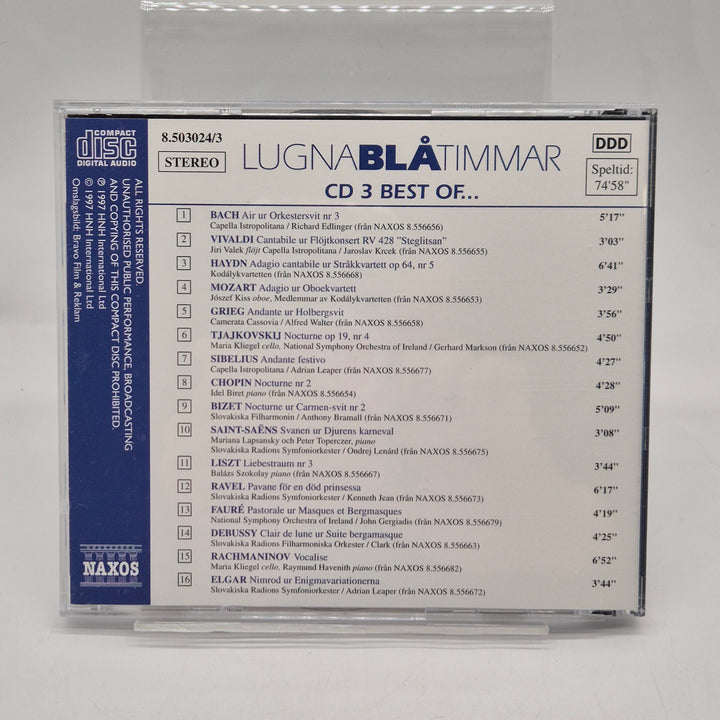 COMPACT
disc
DIGITAL AUDIO
ALL RIGHTS RESERVED.
UNAUTHORISED PUBLIC PERFORMANCE, BROADCASTING
AND COPYING OF THIS COMPACT DISC PROHIBITED.
℗ 1997 HNH International Ltd
© 1997 HNH International Ltd
Omslagsbild: Bravo Film & Reklam
NAXOS
8.503024/3
STEREO
LUGNABLÅTIMMAR
CD 3 BEST OF...
DDD
Speltid:
74'58"
1 BACH Air ur Orkestersvit nr 3 5'17"
Capella Istropolitana / Richard Edlinger (från NAXOS 8.556656)
2 VIVALDI Cantabile ur Flöjtkonsert RV 428 "Steglitsan" 3'03"
Jiri Valek flöjt Capella Istropolitana / Jaroslav Krcek (från NAXOS 8.556655)
3 HAYDN Adagio cantabile ur Stråkkvartett op 64, nr 5 6'41"
Kodálykvartetten (från NAXOS 8.556668)
4 MOZART Adagio ur Oboekvartett 3'29"
Jószef Kiss oboe, Medlemmar av Kodálykvartetten (från NAXOS 8.556653)
5 GRIEG Andante ur Holbergsvit 3'56"
Camerata Cassovia / Alfred Walter (från NAXOS 8.556658)
6 TJAJKOVSKIJ Nocturne op 19, nr 4 4'50"
Maria Kliegel cello, National Symphony Orchestra of Ireland / Gerhard Markson (från NAXOS 8.556652)
7 SIBELIUS Andante festivo 4'27"
Capella Istropolitana / Adrian Leaper (från NAXOS 8.556677)
8 CHOPIN Nocturne nr 2 4'28"
Idel Biret piano (från NAXOS 8.556654)
9 BIZET Nocturne ur Carmen-svit nr 2 5'09"
Slovakiska Filharmonin / Anthony Bramall (från NAXOS 8.556671)
10 SAINT-SAËNS Svanen ur Djurens karneval 3'08"
Mariana Lapsansky och Peter Toperczer, piano
Slovakiska Radions Symfoniorkester / Ondrej Lenárd (från NAXOS 8.556675)
11 LISZT Liebestraum nr 3 3'44"
Balázs Szokolay piano (från NAXOS 8.556667)
12 RAVEL Pavane för en död prinsessa 6'17"
Slovakiska Radions Symfoniorkester / Kenneth Jean (från NAXOS 8.556673)
13 FAURÉ Pastorale ur Masques et Bergmasques 4'19"
National Symphony Orchestra of Ireland / John Gergiadis (från NAXOS 8.556679)
14 DEBUSSY Clair de lune ur Suite bergamasque 4'25"
Slovakiska Radions Filharmoniska Orkester / Clark (från NAXOS 8.556663)
15 RACHMANINOV Vocalise 6'52"
Maria Kliegel cello, Raymund Havenith piano (från NAXOS 8.556682)
16 ELGAR Nimrod ur Enigmavariationerna 3'44"
Slovakiska Radions Symfoniorkester / Adrian Leaper (från NAXOS 8.556672)